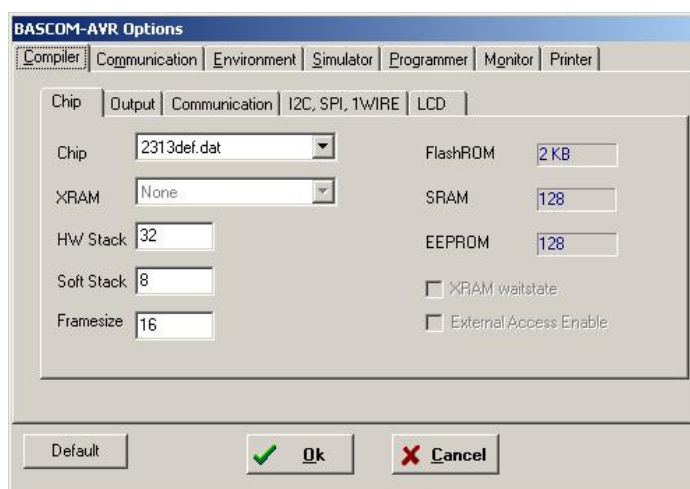 BASCOM-AVR Options
Compiler Communication Environment Simulator Programmer Monitor Printer
Chip Output Communication I2C, SPI, 1WIRE LCD
Chip 2313def.dat FlashROM 2 KB
XRAM None SRAM 128
HW Stack 32 EEPROM 128
Soft Stack 8 XRAM waitstate
Framesize 16 External Access Enable
Default Ok Cancel